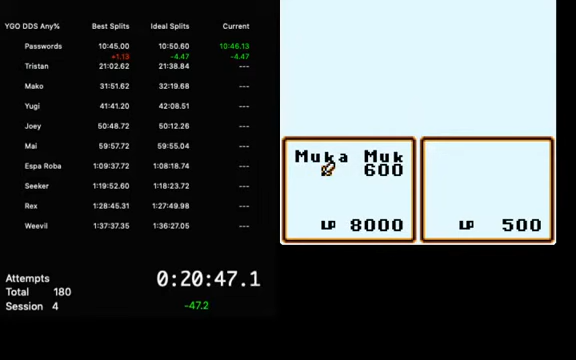 YGO DDS Any% Best Splits Ideal Splits Current
Passwords 10:45.00 10:50.60 10:46.13
+1.13 -4.47 -4.47
Tristan 21:02.62 21:38.84 ---
Mako 31:51.62 32:19.68 ---
Yugi 41:41.20 42:08.51 ---
Joey 50:48.72 50:12.26 ---
Mai 59:57.72 59:55.04 ---
Espa Roba 1:09:37.72 1:08:18.74 ---
Seeker 1:19:52.60 1:18:23.72 ---
Rex 1:28:45.31 1:27:49.98 ---
Weevil 1:37:37.35 1:36:27.05 ---
Attempts
Total 180
Session 4
0:20:47.1
-47.2
Muka Muk
600
LP 8000
LP 500